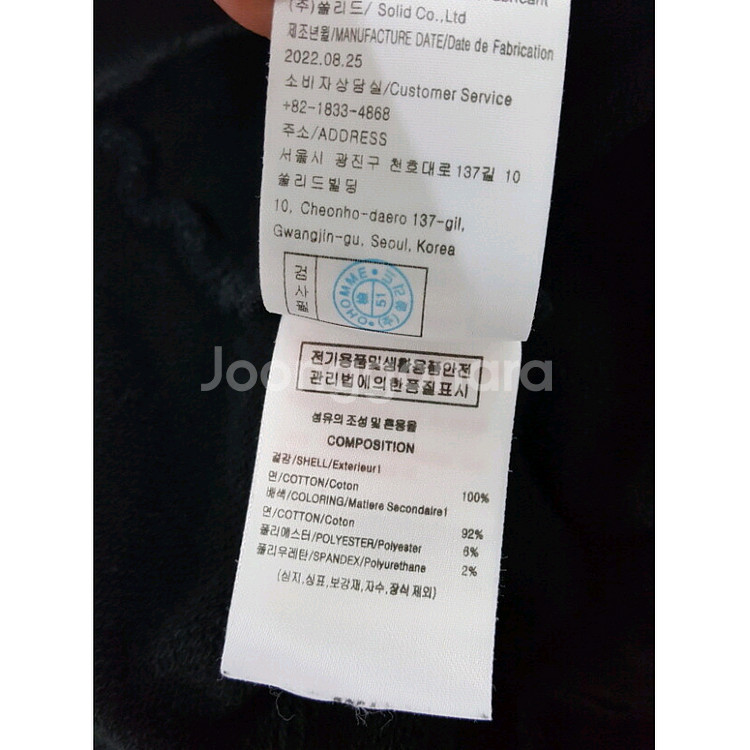 (주)쏠리드/ Solid Co.,Ltd
제조년월/MANUFACTURE DATE/Date de Fabrication
2022.08.25
소비자상담실/Customer Service
+82-1833-4868
주소/ADDRESS
서울시 광진구 천호대로137길 10
쏠리드빌딩
10, Cheonho-daero 137-gil,
Gwangjin-gu, Seoul, Korea
검사필
51
전기용품및생활용품안전
관리법에의한품질표시
Joonggonara
섬유의 조성 및 혼용율
COMPOSITION
겉감/SHELL/Exterieur1
면/COTTON/Coton 100%
배색/COLORING/Matiere Secondaire1
면/COTTON/Coton 92%
폴리에스터/POLYESTER/Polyester 6%
폴리우레탄/SPANDEX/Polyurethane 2%
(심지,심표,보강재,자수,장식 제외)